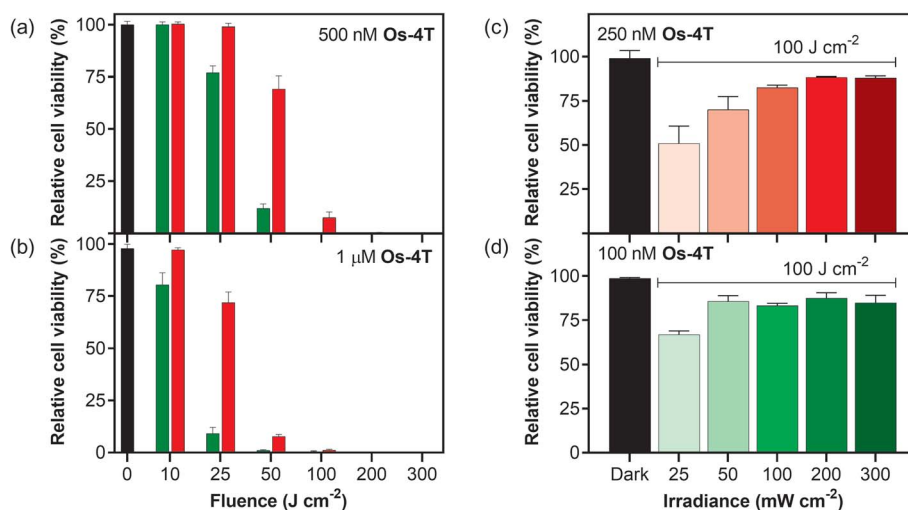 (a)
500 nM Os-4T
Relative cell viability (%)
100
75
50
25
(b)
1 μM Os-4T
Relative cell viability (%)
100
75
50
25
0
0 10 25 50 100 200 300
Fluence (J cm⁻²)
(c)
250 nM Os-4T
100 J cm⁻²
Relative cell viability (%)
100
75
50
25
(d)
100 nM Os-4T
100 J cm⁻²
Relative cell viability (%)
100
75
50
25
0
Dark 25 50 100 200 300
Irradiance (mW cm⁻²)